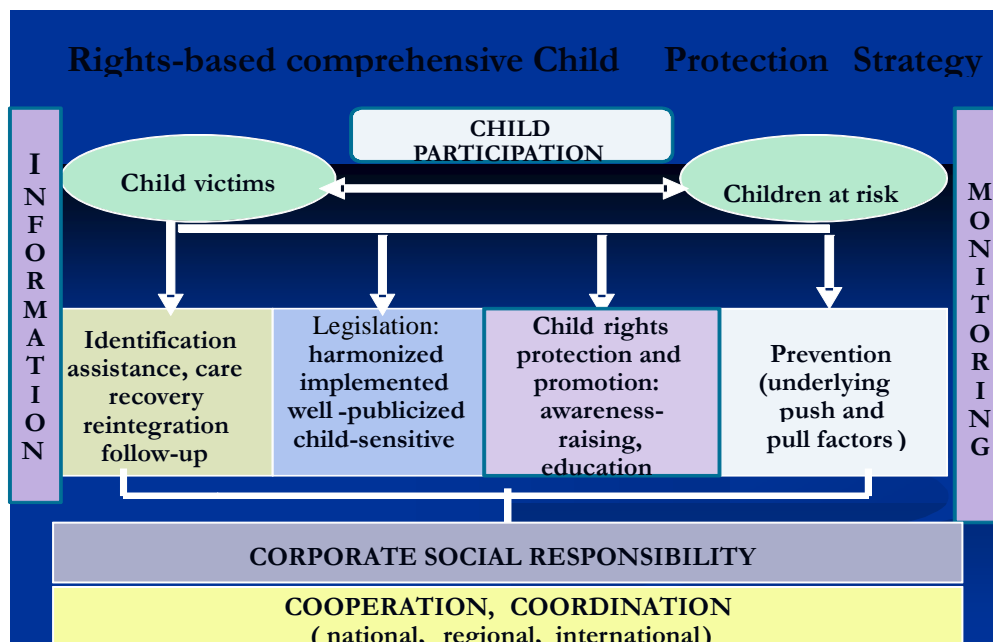 Rights-based comprehensive Child Protection Strategy
INFORMATION
CHILD
PARTICIPATION
Child victims
Children at risk
MONITORING
Identification
assistance, care
recovery
reintegration
follow-up
Legislation:
harmonized
implemented
well-publicized
child-sensitive
Child rights
protection and
promotion:
awareness-
raising,
education
Prevention
(underlying
push and
pull factors)
CORPORATE SOCIAL RESPONSIBILITY
COOPERATION, COORDINATION
(national, regional, international)